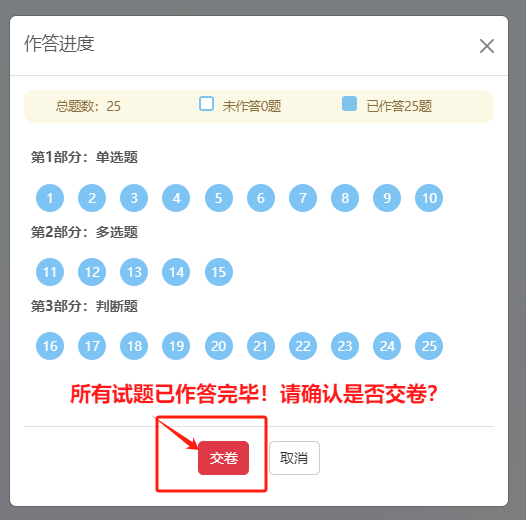 作答进度
总题数：25 未作答0题 已作答25题
第1部分：单选题
1 2 3 4 5 6 7 8 9 10
第2部分：多选题
11 12 13 14 15
第3部分：判断题
16 17 18 19 20 21 22 23 24 25
所有试题已作答完毕！请确认是否交卷？
交卷 取消